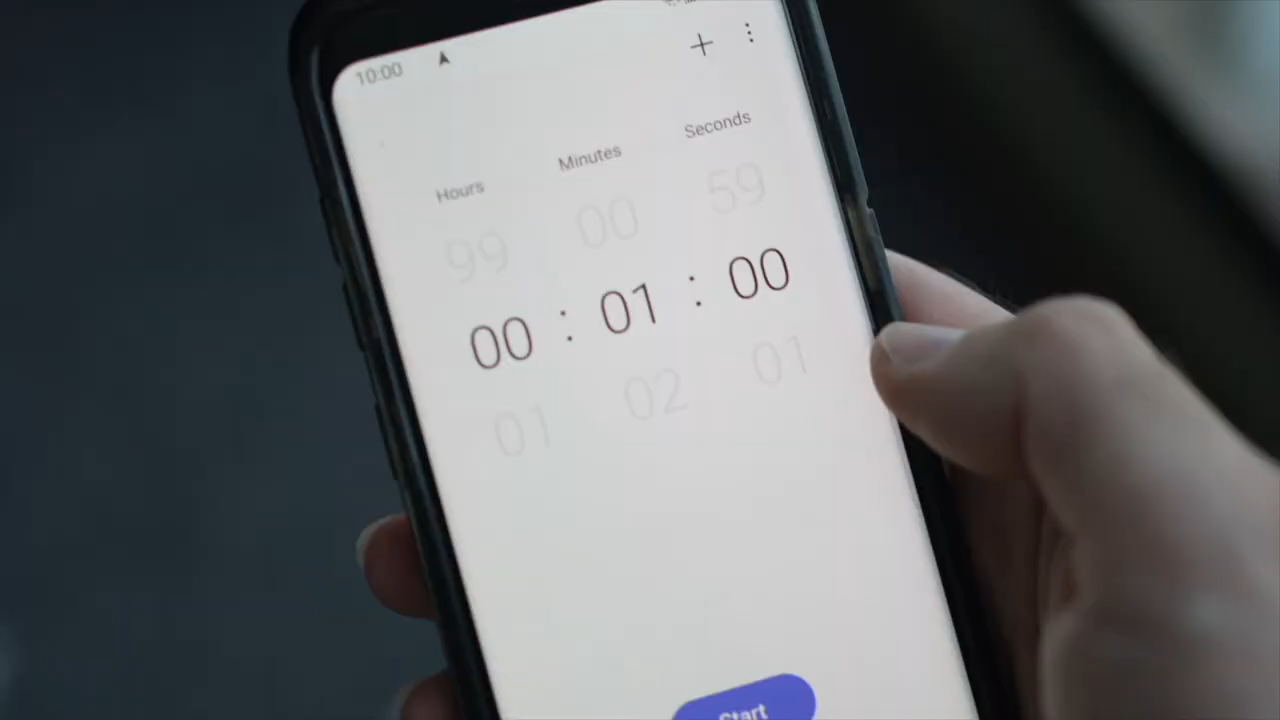 10:00
Hours Minutes Seconds
99 00 59
00 : 01 : 00
01 02 01
Start